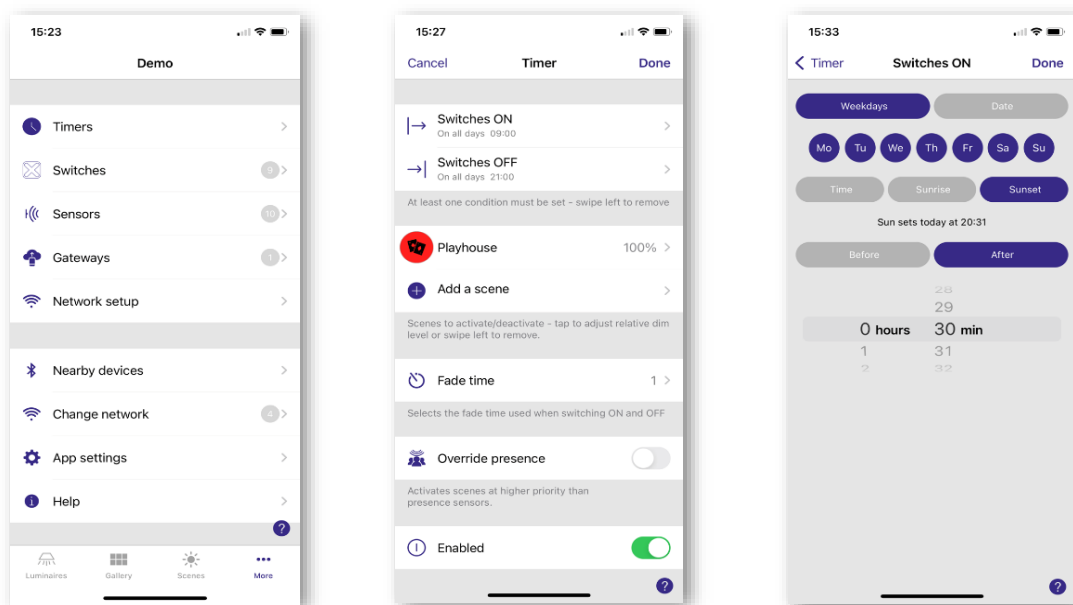 15:23
Demo
Timers
Switches
9
Sensors
10
Gateways
1
Network setup
Nearby devices
Change network
4
App settings
Help
?
Luminaires
Gallery
Scenes
More
15:27
Cancel
Timer
Done
Switches ON
On all days 09:00
Switches OFF
On all days 21:00
At least one condition must be set - swipe left to remove
Playhouse
100%
Add a scene
Scenes to activate/deactivate - tap to adjust relative dim
level or swipe left to remove.
Fade time
1
Selects the fade time used when switching ON and OFF
Override presence
Activates scenes at higher priority than
presence sensors.
Enabled
?
15:33
Timer
Switches ON
Done
Weekdays
Date
Mo Tu We Th Fr Sa Su
Time
Sunrise
Sunset
Sun sets today at 20:31
Before
After
28
29
0 hours 30 min
1 31
2 32
?